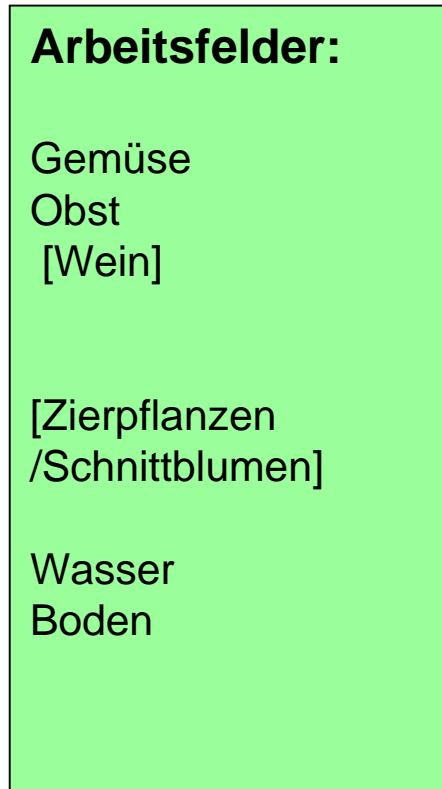 Arbeitsfelder:
Gemüse
Obst
[Wein]
[Zierpflanzen
/Schnittblumen]
Wasser
Boden